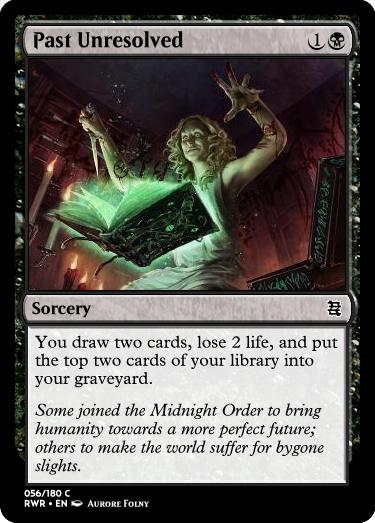 Past Unresolved 1
Sorcery
You draw two cards, lose 2 life, and put
the top two cards of your library into
your graveyard.
Some joined the Midnight Order to bring
humanity towards a more perfect future;
others to make the world suffer for bygone
slights.
056/180 C
RWR • EN Aurore Folny